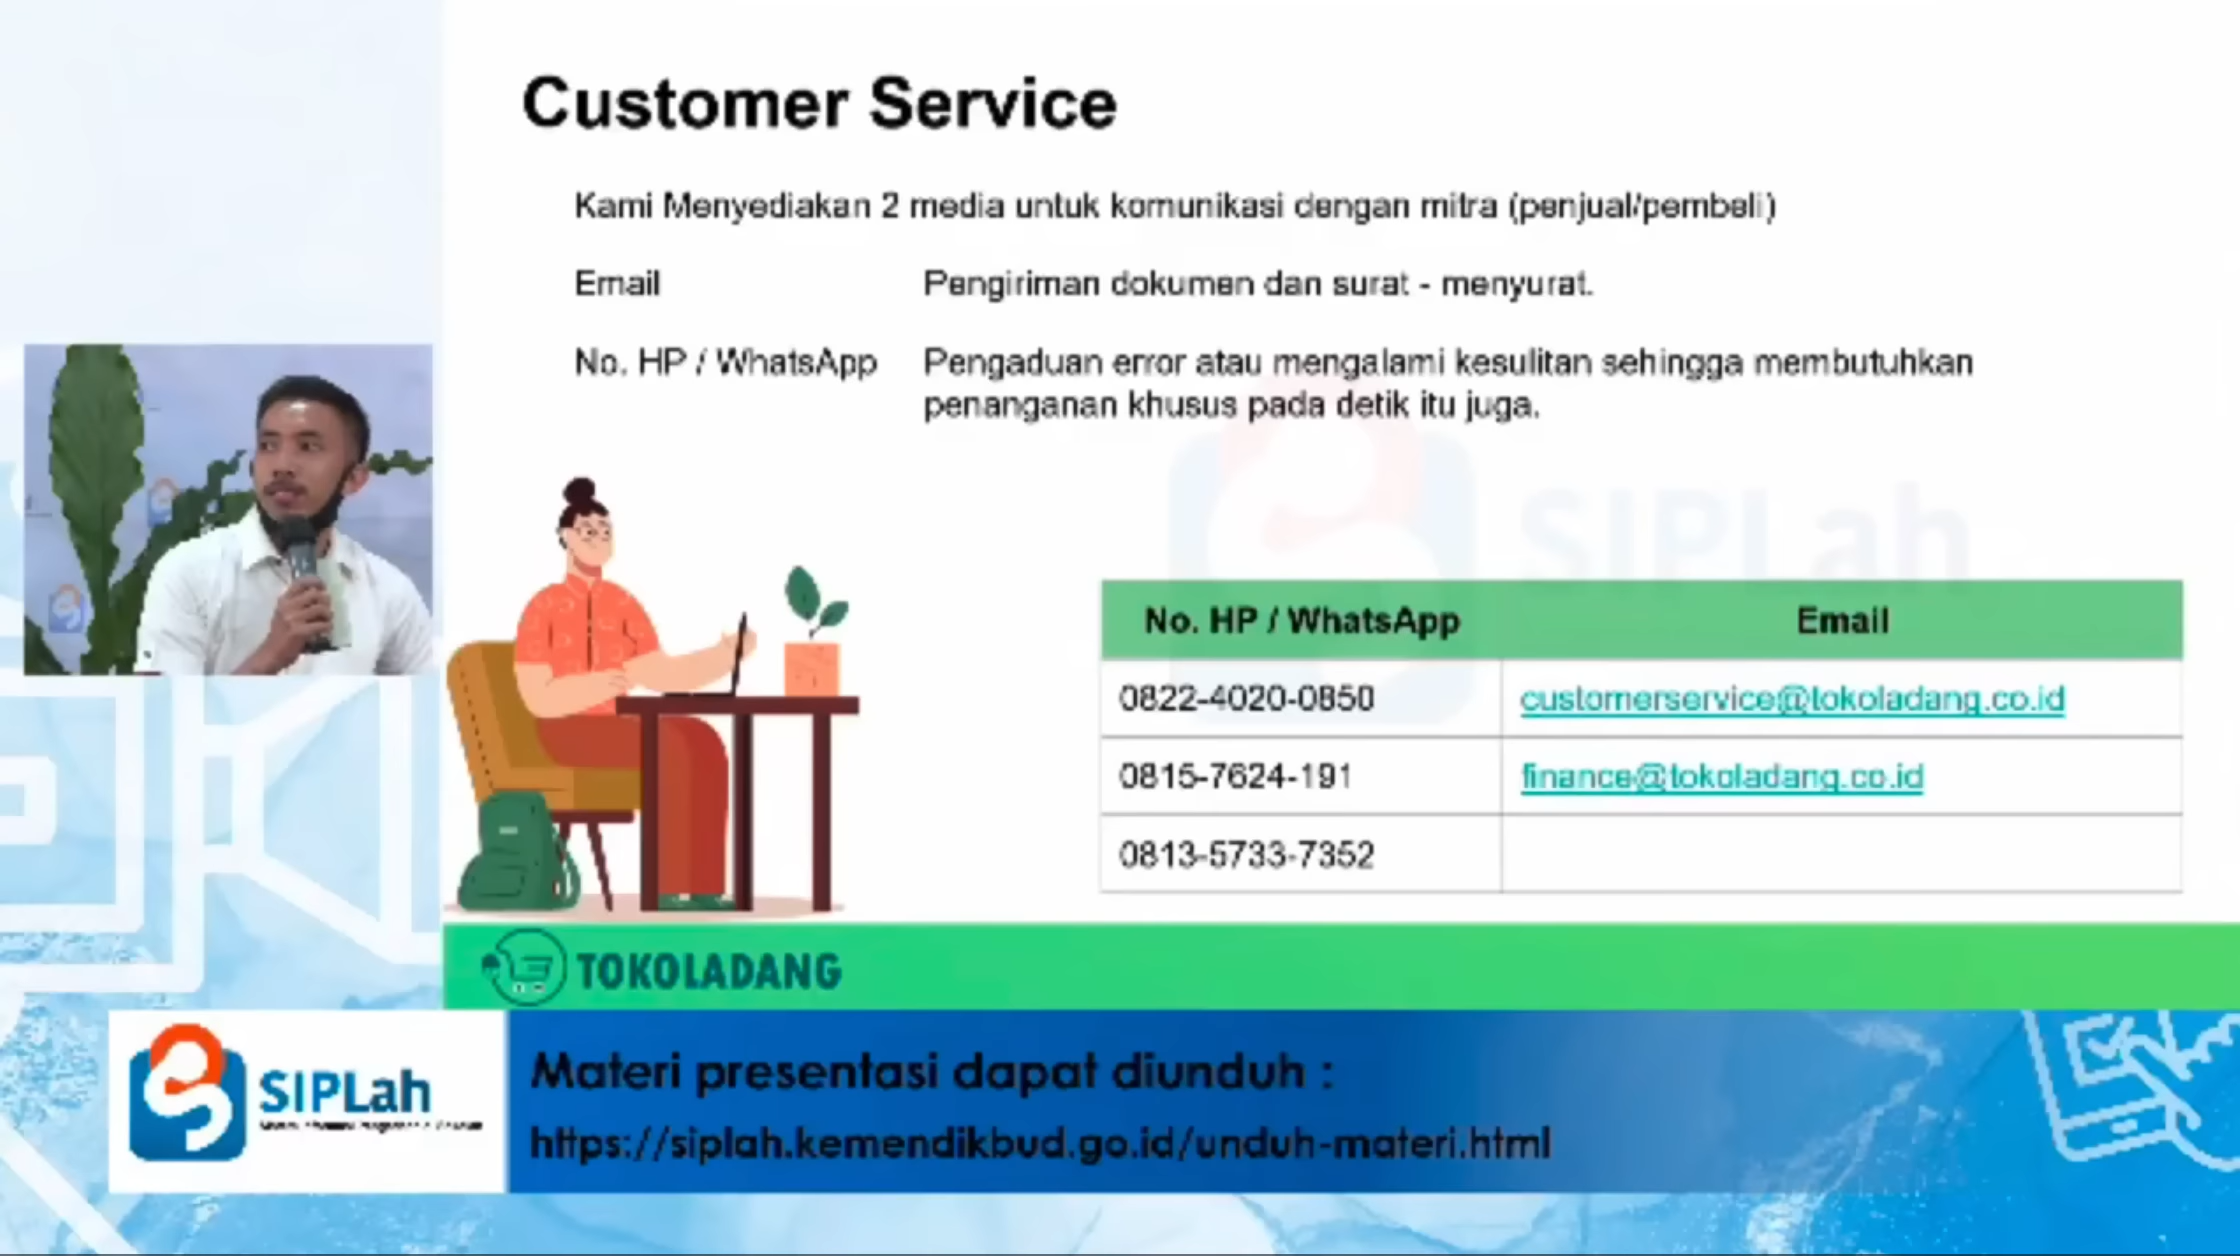 Customer Service
Kami Menyediakan 2 media untuk komunikasi dengan mitra (penjual/pembeli)
Email Pengiriman dokumen dan surat - menyurat.
No. HP / WhatsApp Pengaduan error atau mengalami kesulitan sehingga membutuhkan
penanganan khusus pada detik itu juga.
SIPLah
No. HP / WhatsApp Email
0822-4020-0850 customerservice@tokoladang.co.id
0815-7624-191 finance@tokoladang.co.id
0813-5733-7352
TOKOLADANG
SIPLah
Materi presentasi dapat diunduh :
https://siplah.kemendikbud.go.id/unduh-materi.html